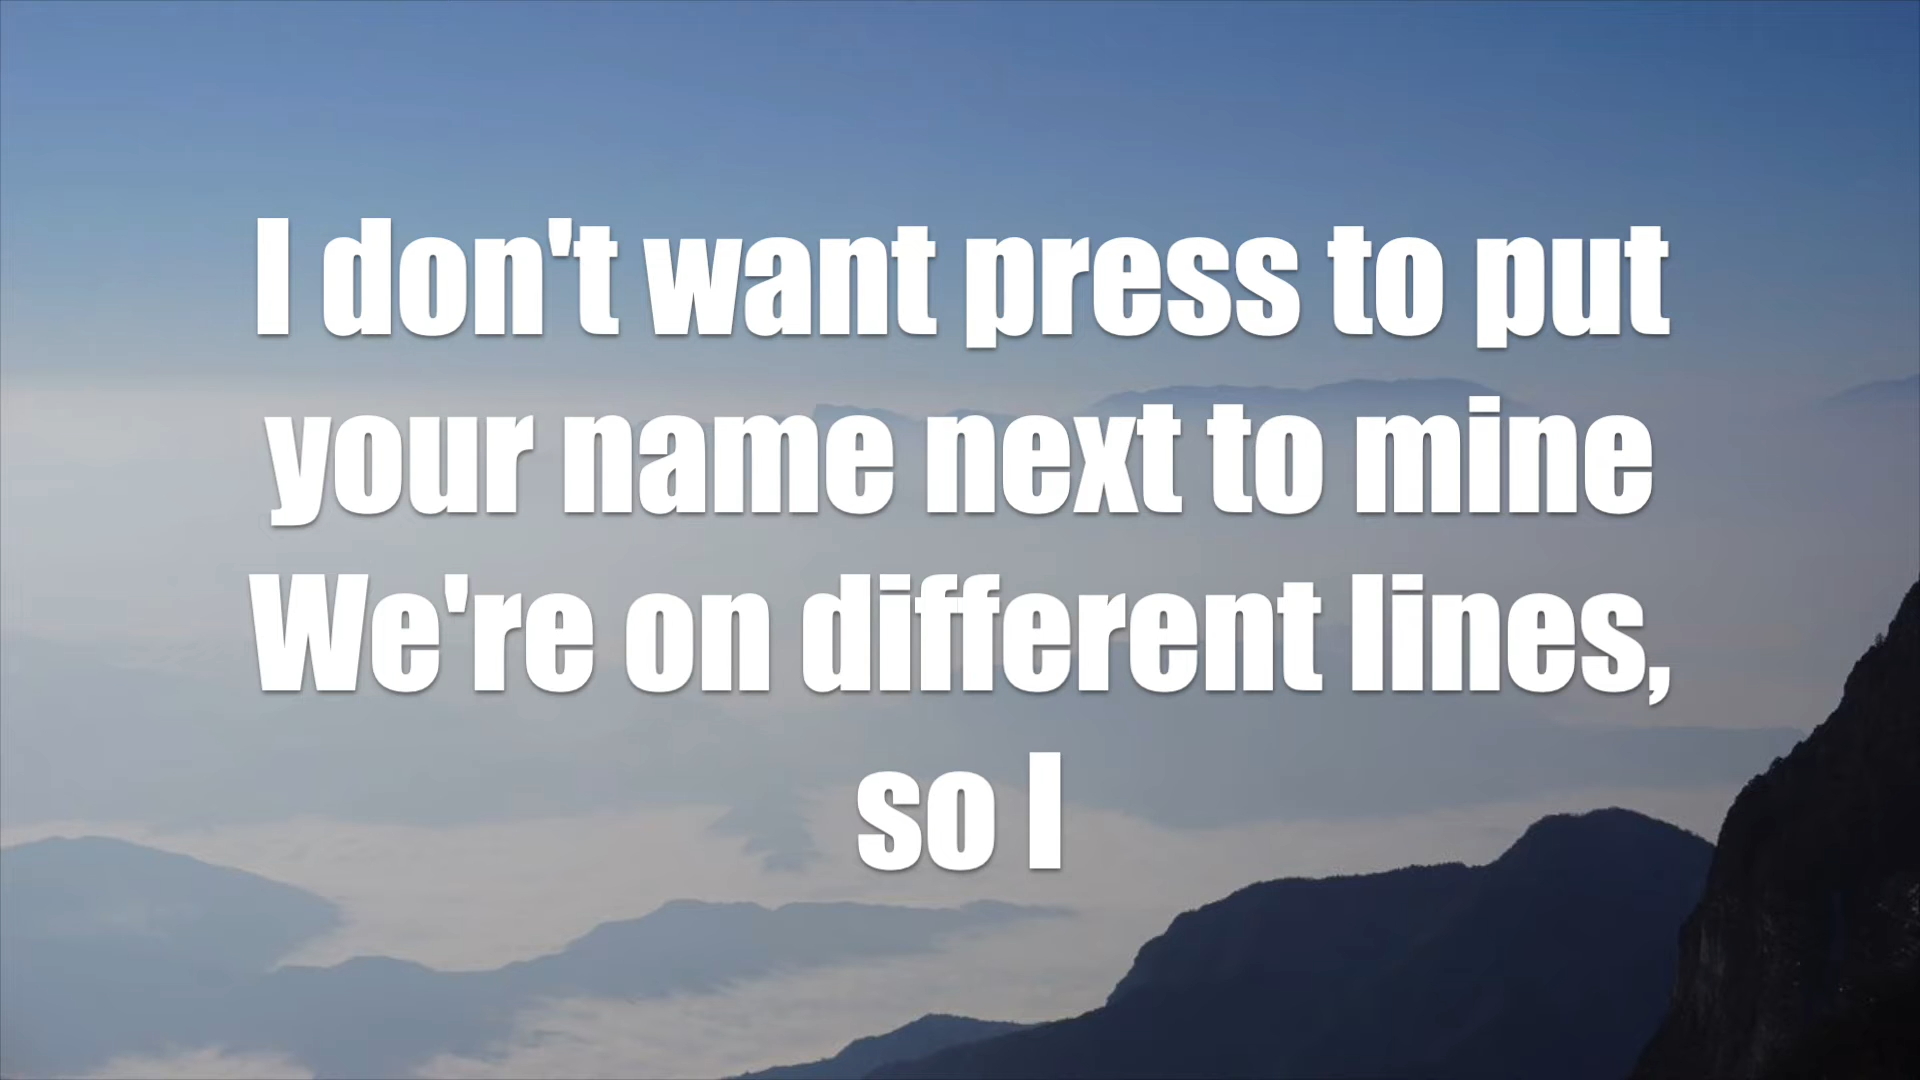 I don't want press to put
your name next to mine
We're on different lines,
so I